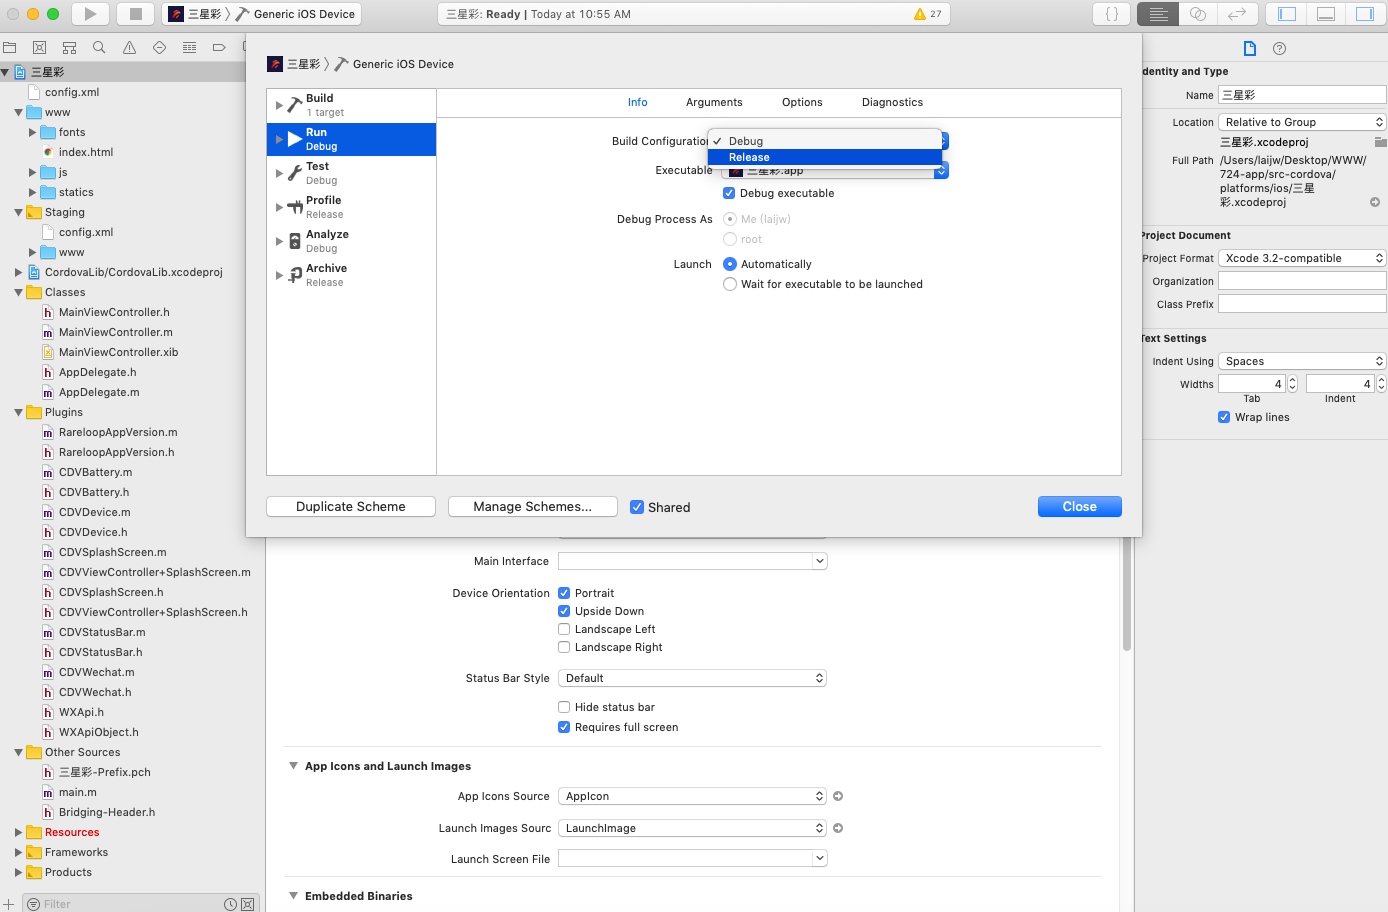 三星彩 〉 Generic iOS Device
三星彩: Ready | Today at 10:55 AM
27
三星彩
config.xml
www
fonts
index.html
js
statics
Staging
config.xml
www
CordovaLib/CordovaLib.xcodeproj
Classes
MainViewController.h
MainViewController.m
MainViewController.xib
AppDelegate.h
AppDelegate.m
Plugins
RareloopAppVersion.m
RareloopAppVersion.h
CDVBattery.m
CDVBattery.h
CDVDevice.m
CDVDevice.h
CDVSplashScreen.m
CDVViewController+SplashScreen.m
CDVSplashScreen.h
CDVViewController+SplashScreen.h
CDVStatusBar.m
CDVStatusBar.h
CDVWechat.m
CDVWechat.h
WXApi.h
WXApiObject.h
Other Sources
三星彩-Prefix.pch
main.m
Bridging-Header.h
Resources
Frameworks
Products
Filter
三星彩 〉 Generic iOS Device
Build
1 target
Run
Debug
Test
Debug
Profile
Release
Analyze
Debug
Archive
Release
Info Arguments Options Diagnostics
Build Configuration
Debug
Release
Executable 三星彩.app
Debug executable
Debug Process As Me (laijw)
root
Launch Automatically
Wait for executable to be launched
Duplicate Scheme Manage Schemes... Shared Close
Main Interface
Device Orientation Portrait
Upside Down
Landscape Left
Landscape Right
Status Bar Style Default
Hide status bar
Requires full screen
App Icons and Launch Images
App Icons Source AppIcon
Launch Images Sourc LaunchImage
Launch Screen File
Embedded Binaries
dentity and Type
Name 三星彩
Location Relative to Group
三星彩.xcodeproj
Full Path /Users/laijw/Desktop/WWW/
724-app/src-cordova/
platforms/ios/三星
彩.xcodeproj
Project Document
Project Format Xcode 3.2-compatible
Organization
Class Prefix
Text Settings
Indent Using Spaces
Widths 4 4
Tab Indent
Wrap lines